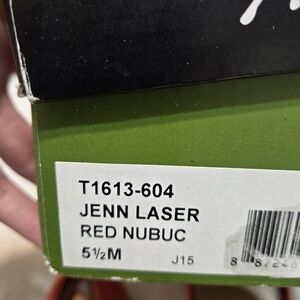 T1613-604
JENN LASER
RED NUBUC
5½M
J15